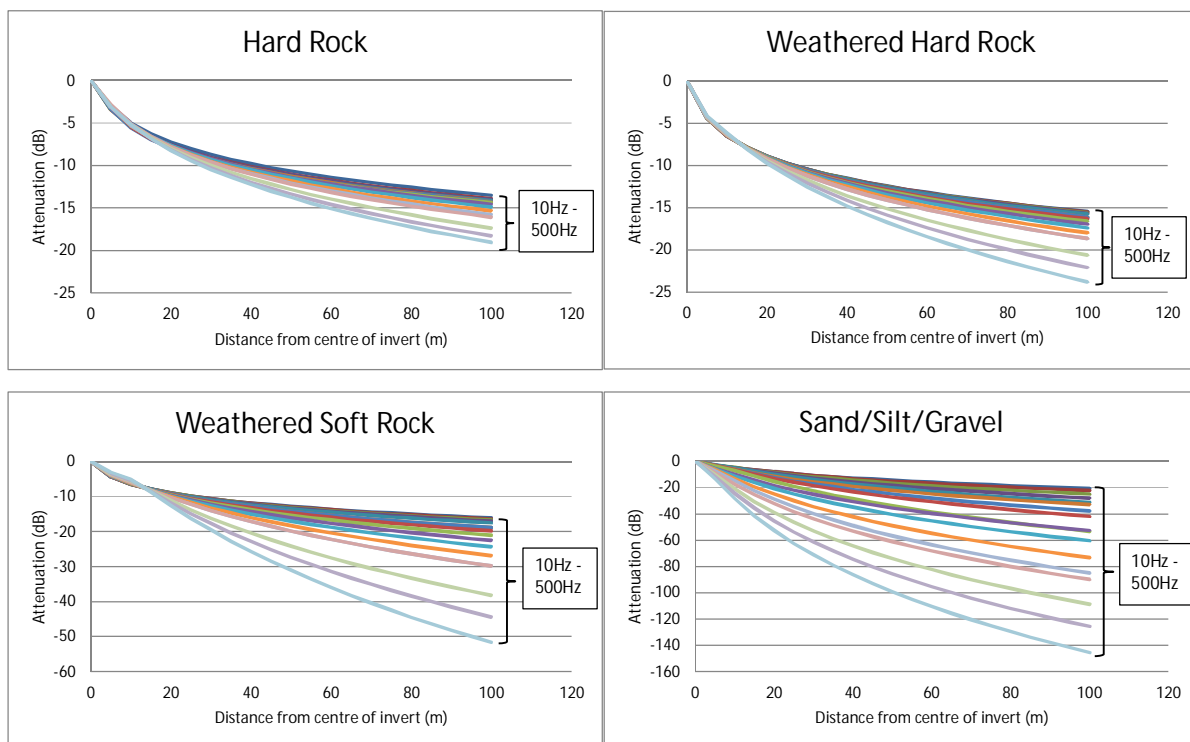 Hard Rock
0
-5
-10
-15
-20
-25
Attenuation (dB)
0 20 40 60 80 100 120
Distance from centre of invert (m)
10Hz -
500Hz
Weathered Hard Rock
0
-5
-10
-15
-20
-25
Attenuation (dB)
0 20 40 60 80 100 120
Distance from centre of invert (m)
10Hz -
500Hz
Weathered Soft Rock
0
-10
-20
-30
-40
-50
-60
Attenuation (dB)
0 20 40 60 80 100 120
Distance from centre of invert (m)
10Hz -
500Hz
Sand/Silt/Gravel
0
-20
-40
-60
-80
-100
-120
-140
-160
Attenuation (dB)
0 20 40 60 80 100 120
Distance from centre of invert (m)
10Hz -
500Hz